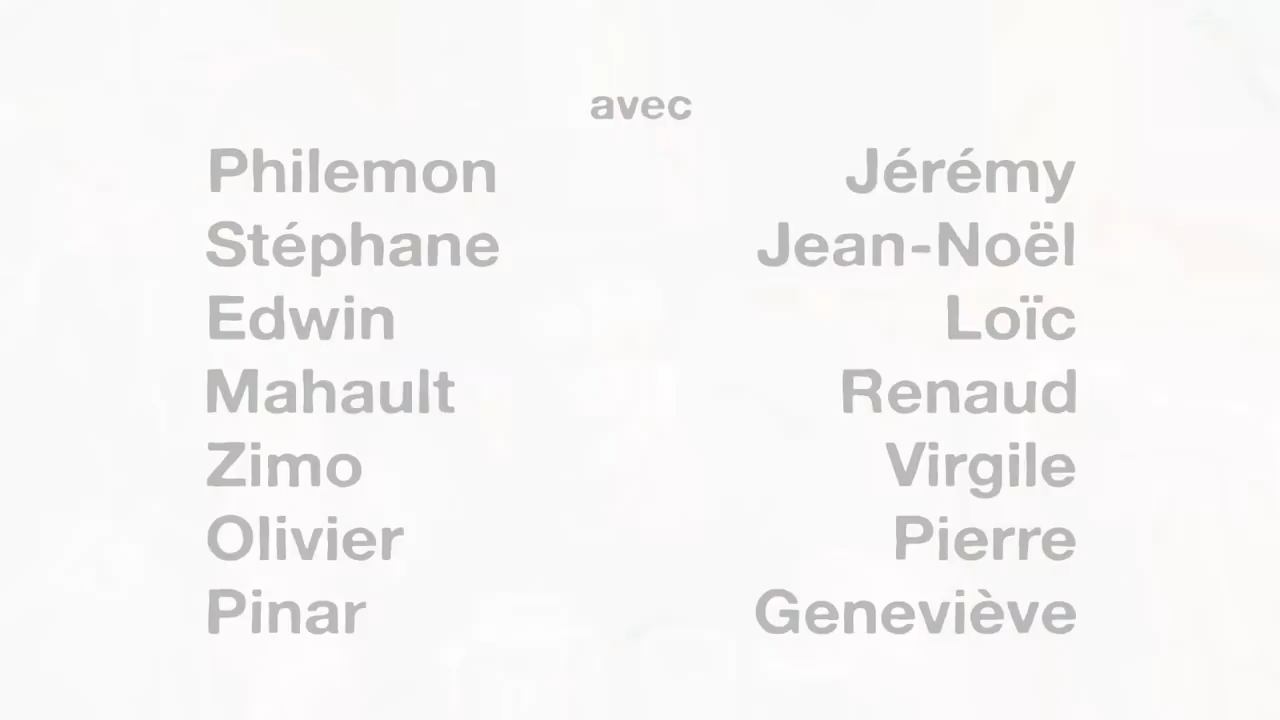 avec
Philemon
Stéphane
Edwin
Mahault
Zimo
Olivier
Pinar
Jérémy
Jean-Noël
Loïc
Renaud
Virgile
Pierre
Geneviève